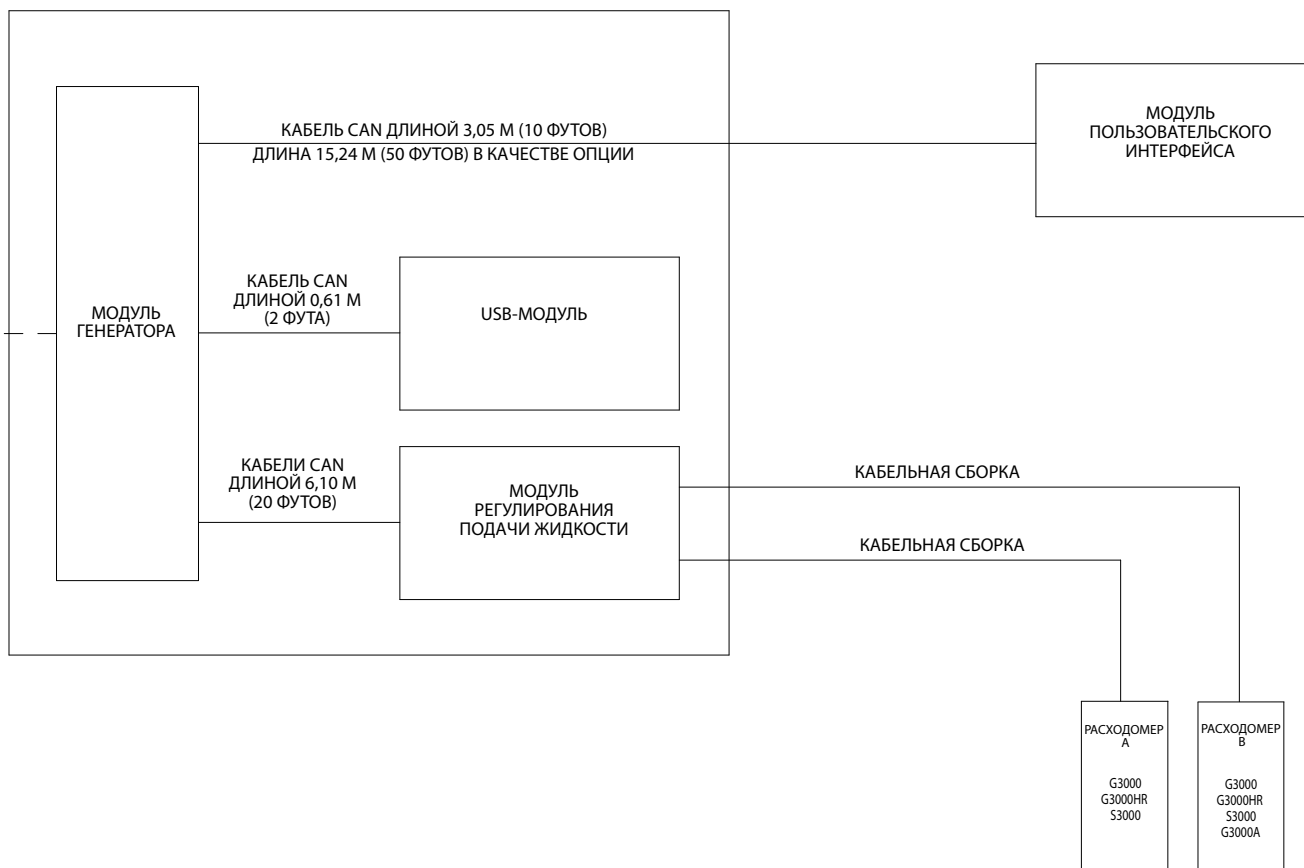 КАБЕЛЬ CAN ДЛИНОЙ 3,05 М (10 ФУТОВ)
ДЛИНА 15,24 М (50 ФУТОВ) В КАЧЕСТВЕ ОПЦИИ
МОДУЛЬ
ПОЛЬЗОВАТЕЛЬСКОГО
ИНТЕРФЕЙСА
МОДУЛЬ
ГЕНЕРАТОРА
КАБЕЛЬ CAN
ДЛИНОЙ 0,61 М
(2 ФУТА)
USB-МОДУЛЬ
КАБЕЛИ CAN
ДЛИНОЙ 6,10 М
(20 ФУТОВ)
МОДУЛЬ
РЕГУЛИРОВАНИЯ
ПОДАЧИ ЖИДКОСТИ
КАБЕЛЬНАЯ СБОРКА
КАБЕЛЬНАЯ СБОРКА
РАСХОДОМЕР
A
G3000
G3000HR
S3000
РАСХОДОМЕР
B
G3000
G3000HR
S3000
G3000A